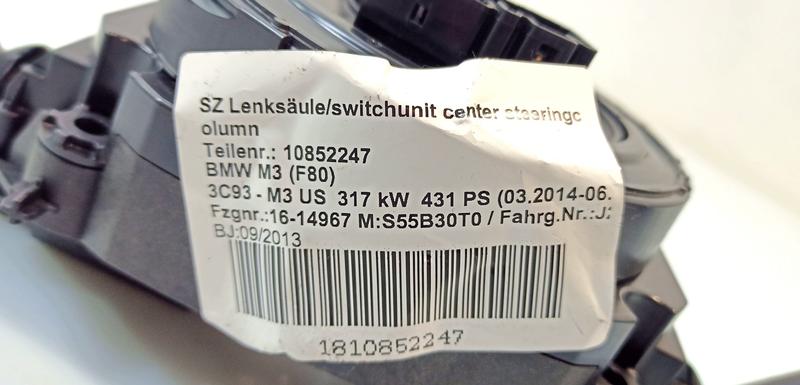 SZ Lenksäule/switchunit center stearingc
olumn
Teilenr.: 10852247
BMW M3 (F80)
3C93 - M3 US 317 kW 431 PS (03.2014-06.
Fzgnr.:16-14967 M:S55B30T0 / Fahrg.Nr.:J
BJ:09/2013
1810852247